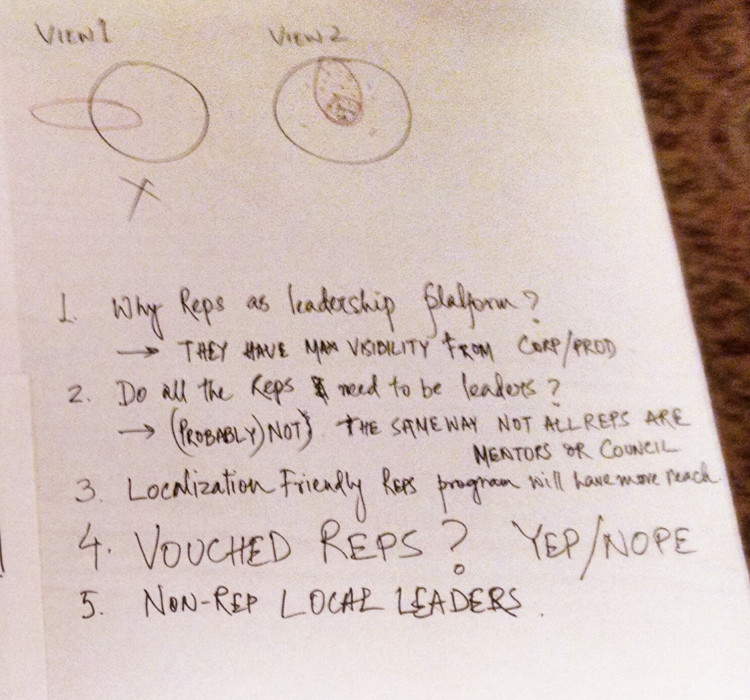 VIEW 1 VIEW 2
X
1. Why Reps as leadership platform?
→ THEY HAVE MAX VISIBILITY FROM CORP/PROD
2. Do all the Reps need to be leaders?
→ (PROBABLY) NOT} THE SAME WAY NOT ALL REPS ARE
MENTORS OR COUNCIL
3. Localization Friendly Reps program will have more reach.
4. VOUCHED REPS? YEP/NOPE
5. NON-REP LOCAL LEADERS.